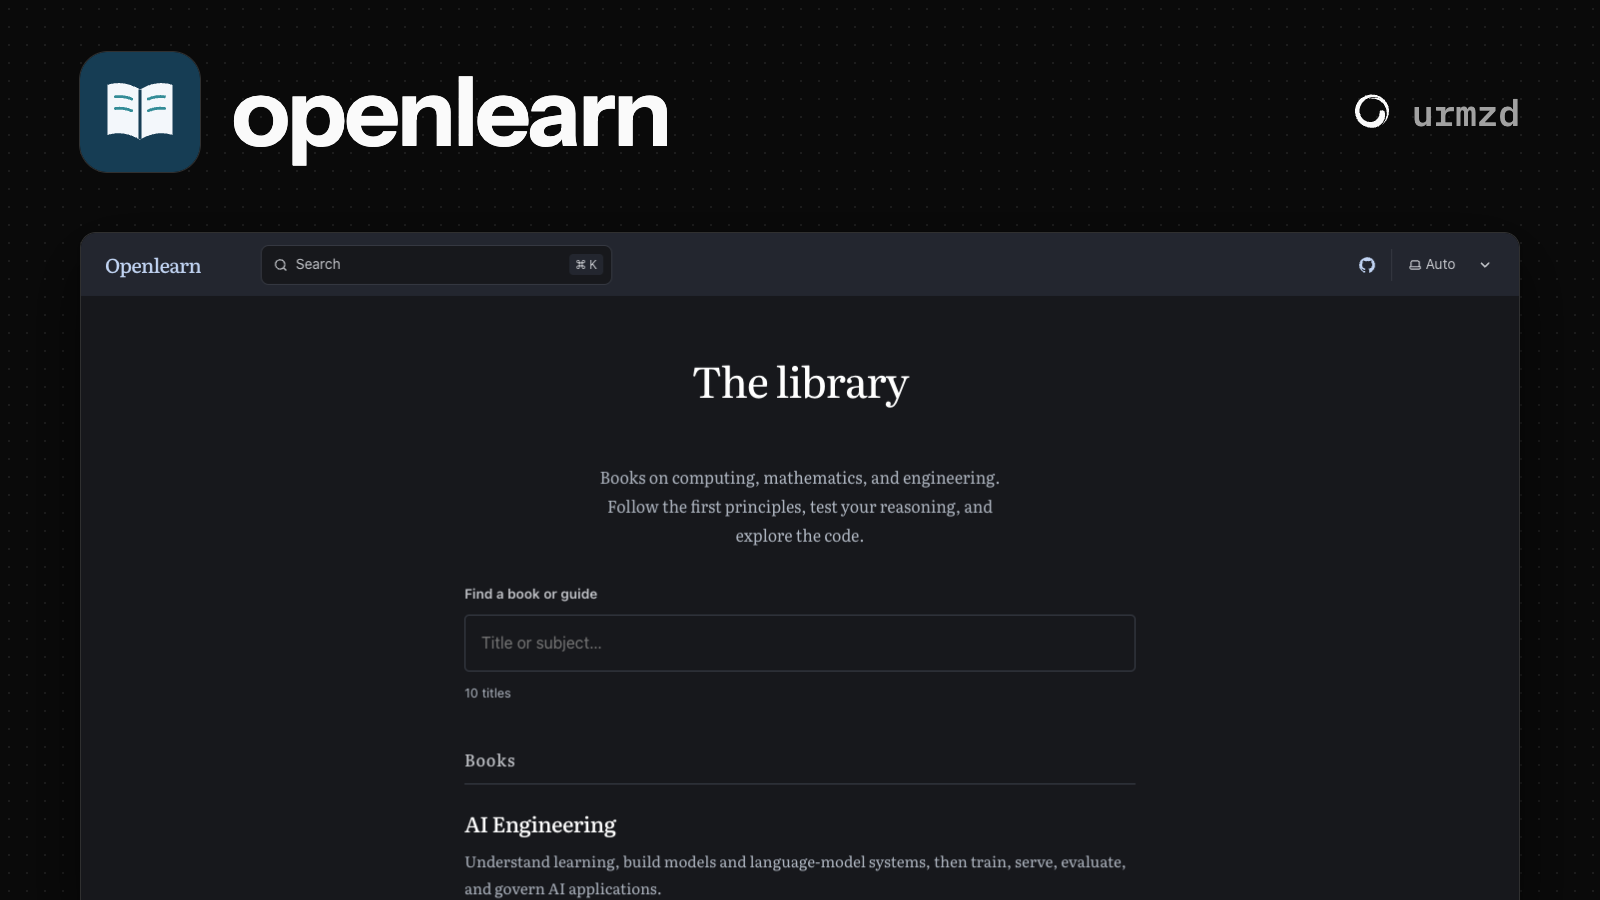 openlearn
urmzd
Openlearn
Search
⌘ K
Auto
The library
Books on computing, mathematics, and engineering.
Follow the first principles, test your reasoning, and
explore the code.
Find a book or guide
Title or subject...
10 titles
Books
AI Engineering
Understand learning, build models and language-model systems, then train, serve, evaluate,
and govern AI applications.